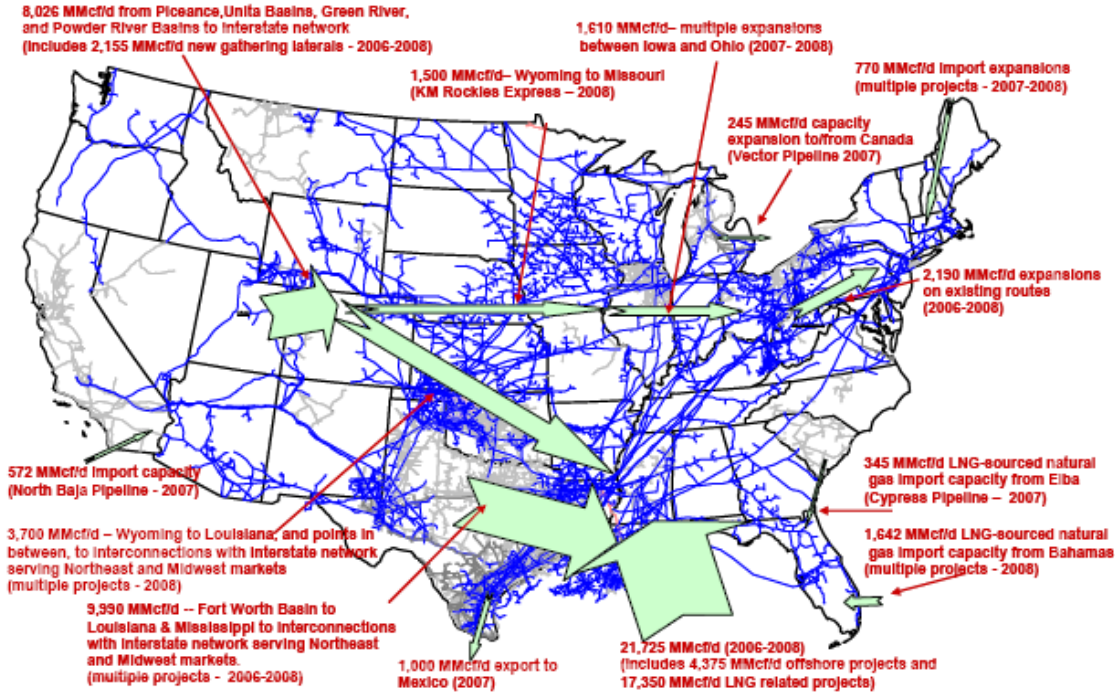 8,026 MMcf/d from Piceance,Unita Basins, Green River,
and Powder River Basins to Interstate network
(Includes 2,155 MMcf/d new gathering laterals - 2006-2008)
1,610 MMcf/d– multiple expansions
between Iowa and Ohio (2007- 2008)
1,500 MMcf/d– Wyoming to Missouri
(KM Rockies Express – 2008)
770 MMcf/d Import expansions
(multiple projects - 2007-2008)
245 MMcf/d capacity
expansion to/from Canada
(Vector Pipeline 2007)
2,190 MMcf/d expansions
on existing routes
(2006-2008)
572 MMcf/d Import capacity
(North Baja Pipeline - 2007)
345 MMcf/d LNG-sourced natural
gas Import capacity from Elba
(Cypress Pipeline – 2007)
3,700 MMcf/d – Wyoming to Louisiana, and points in
between, to Interconnections with Interstate network
serving Northeast and Midwest markets
(multiple projects - 2008)
1,642 MMcf/d LNG-sourced natural
gas Import capacity from Bahamas
(multiple projects - 2008)
9,990 MMcf/d -- Fort Worth Basin to
Louisiana & Mississippi to Interconnections
with Interstate network serving Northeast
and Midwest markets.
(multiple projects - 2006-2008)
1,000 MMcf/d export to
Mexico (2007)
21,725 MMcf/d (2006-2008)
(Includes 4,375 MMcf/d offshore projects and
17,350 MMcf/d LNG related projects)